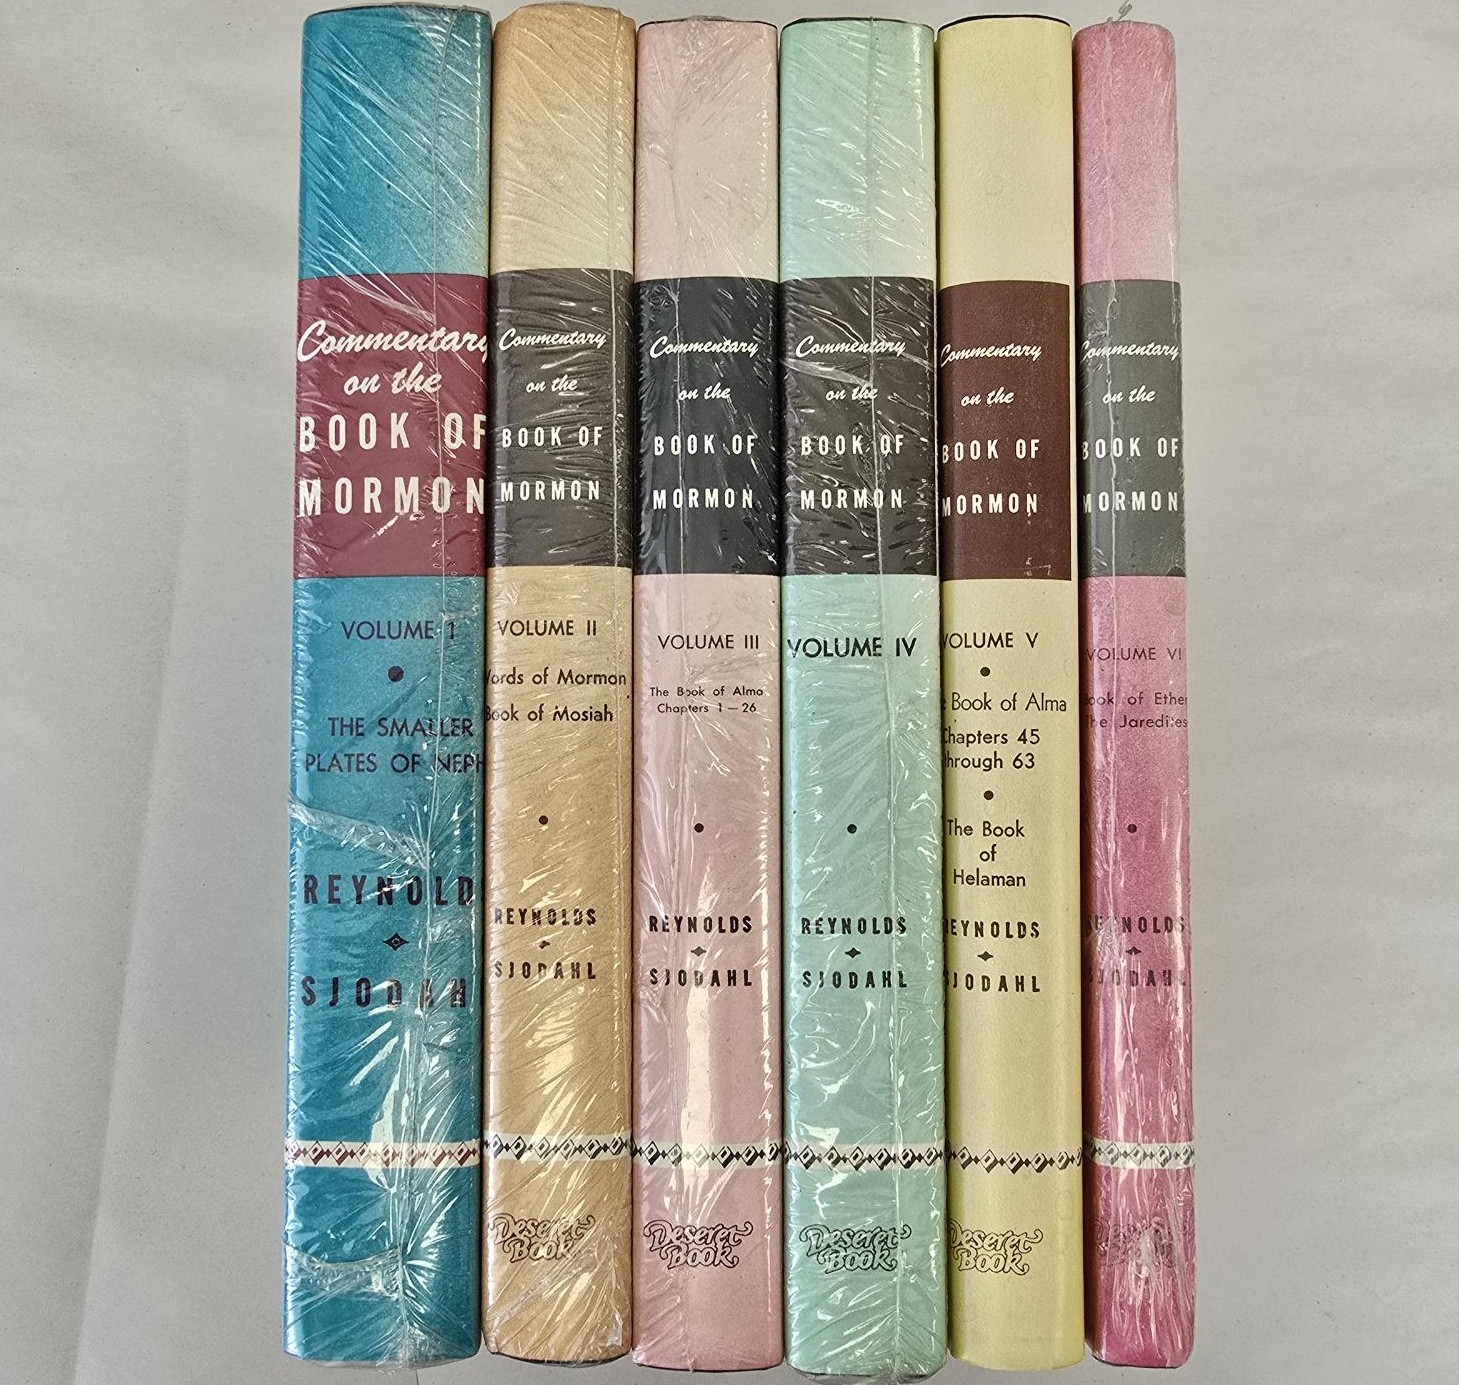 Commentary
on the
BOOK OF
MORMON
VOLUME 1
THE SMALLER
PLATES OF NEPH
REYNOLD
SJODAH
Commentary
on the
BOOK OF
MORMON
VOLUME II
ords of Mormon
Book of Mosiah
REYNOLDS
SJODAHL
Deseret
Book
Commentary
on the
BOOK OF
MORMON
VOLUME III
The Book of Alma
Chapters 1 — 26
REYNOLDS
SJODAHL
Deseret
Book
Commentary
on the
BOOK OF
MORMON
VOLUME IV
REYNOLDS
SJODAHL
Deseret
Book
Commentary
on the
BOOK OF
MORMON
VOLUME V
Book of Alma
Chapters 45
through 63
The Book
of
Helaman
REYNOLDS
SJODAHL
Deseret
Book
Commentary
on the
BOOK OF
MORMON
VOLUME VI
Book of Ether
The Jaredites
REYNOLDS
SJODAHL